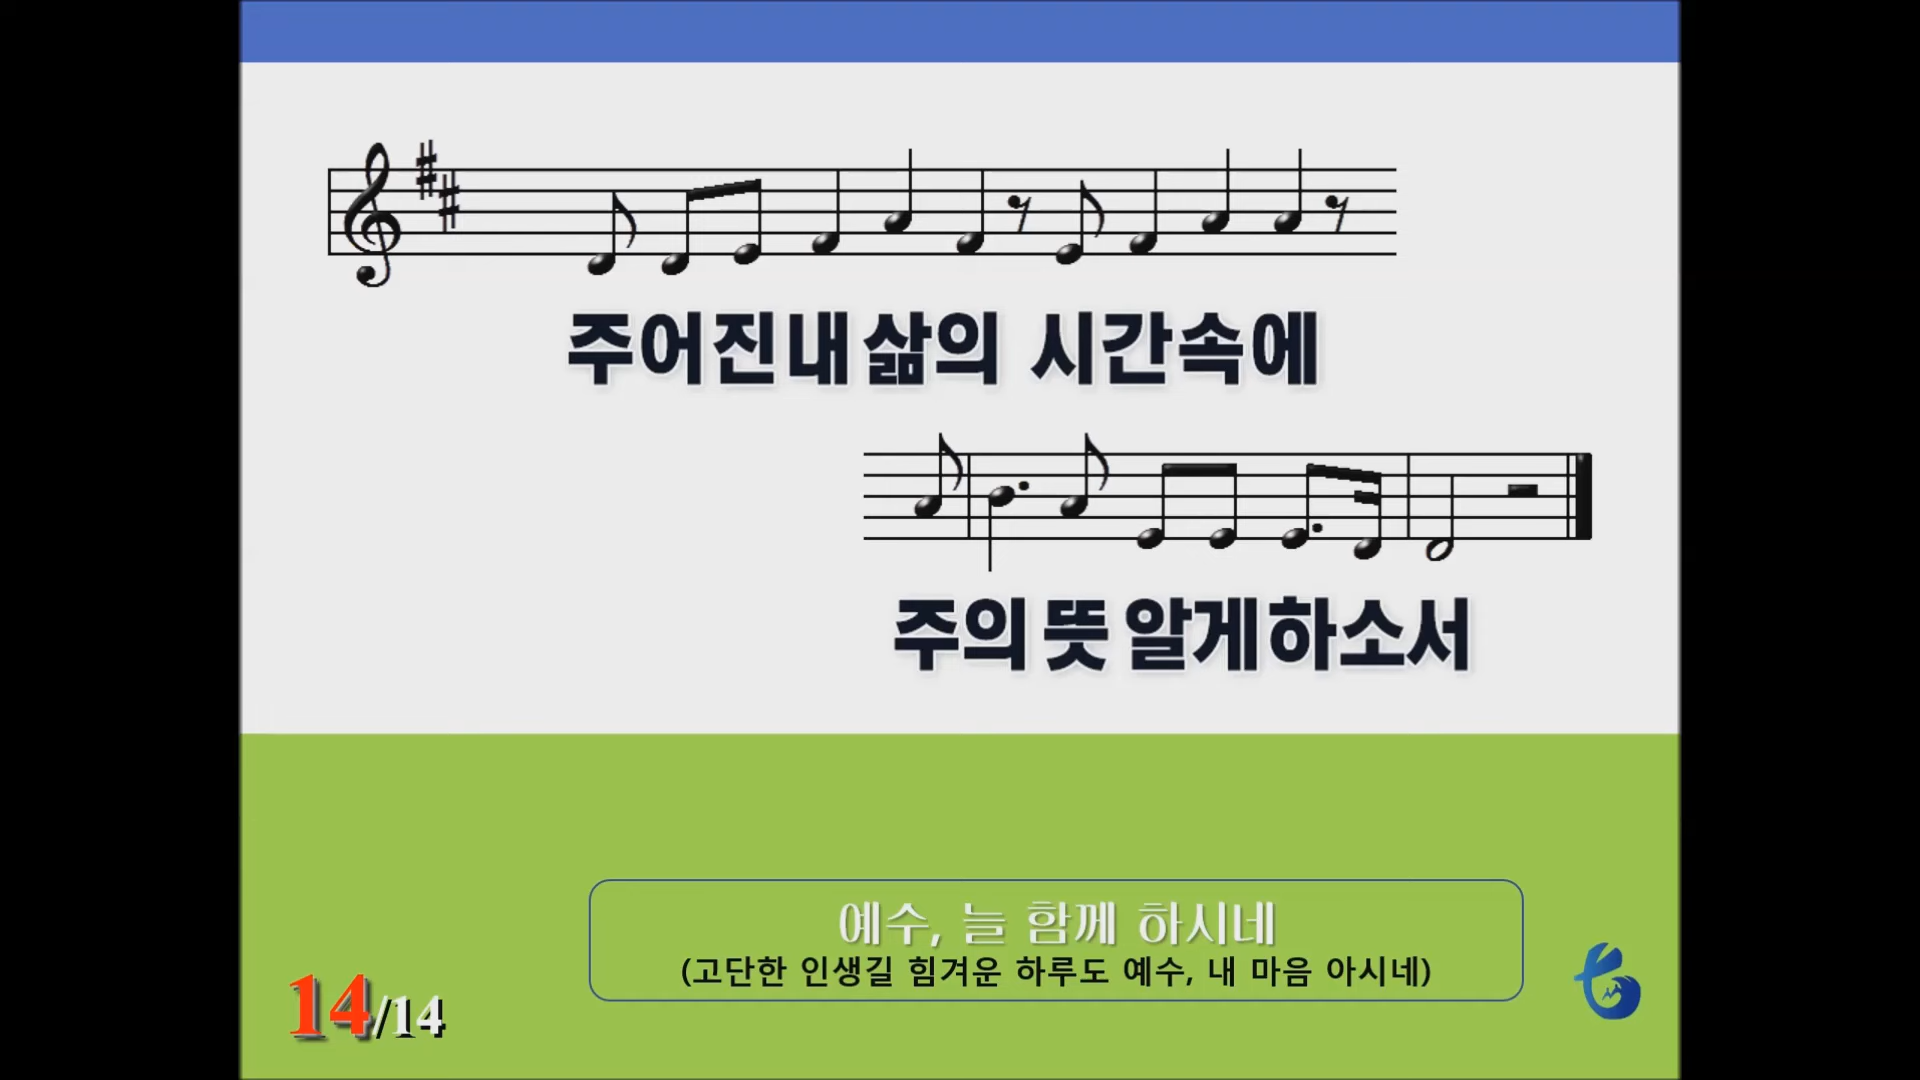 주어진 내 삶의 시간 속에
주의 뜻 알게 하소서
예수, 늘 함께 하시네
(고단한 인생길 힘겨운 하루도 예수, 내 마음 아시네)
14/14